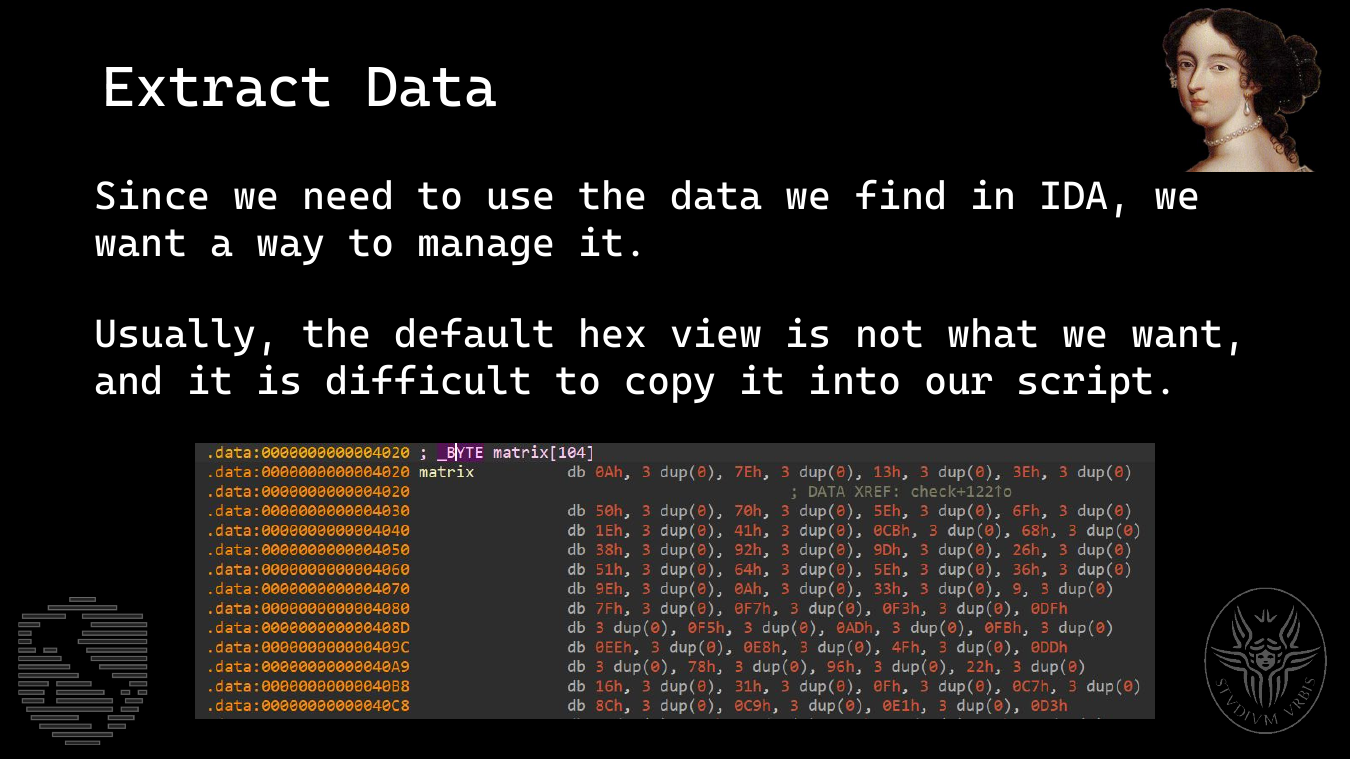 Extract Data
Since we need to use the data we find in IDA, we
want a way to manage it.
Usually, the default hex view is not what we want,
and it is difficult to copy it into our script.
.data:0000000000004020 ; _BYTE matrix[104]
.data:0000000000004020 matrix db 0Ah, 3 dup(0), 7Eh, 3 dup(0), 13h, 3 dup(0), 3Eh, 3 dup(0)
.data:0000000000004020 ; DATA XREF: check+122↑o
.data:0000000000004030 db 50h, 3 dup(0), 70h, 3 dup(0), 5Eh, 3 dup(0), 6Fh, 3 dup(0)
.data:0000000000004040 db 1Eh, 3 dup(0), 41h, 3 dup(0), 0CBh, 3 dup(0), 68h, 3 dup(0)
.data:0000000000004050 db 38h, 3 dup(0), 92h, 3 dup(0), 9Dh, 3 dup(0), 26h, 3 dup(0)
.data:0000000000004060 db 51h, 3 dup(0), 64h, 3 dup(0), 5Eh, 3 dup(0), 36h, 3 dup(0)
.data:0000000000004070 db 9Eh, 3 dup(0), 0Ah, 3 dup(0), 33h, 3 dup(0), 9, 3 dup(0)
.data:0000000000004080 db 7Fh, 3 dup(0), 0F7h, 3 dup(0), 0F3h, 3 dup(0), 0DFh
.data:000000000000408D db 3 dup(0), 0F5h, 3 dup(0), 0ADh, 3 dup(0), 0FBh, 3 dup(0)
.data:000000000000409C db 0EEh, 3 dup(0), 0E8h, 3 dup(0), 4Fh, 3 dup(0), 0DDh
.data:00000000000040A9 db 3 dup(0), 78h, 3 dup(0), 96h, 3 dup(0), 22h, 3 dup(0)
.data:00000000000040B8 db 16h, 3 dup(0), 31h, 3 dup(0), 0Fh, 3 dup(0), 0C7h, 3 dup(0)
.data:00000000000040C8 db 8Ch, 3 dup(0), 0C9h, 3 dup(0), 0E1h, 3 dup(0), 0D3h
STVDIVM VRBIS